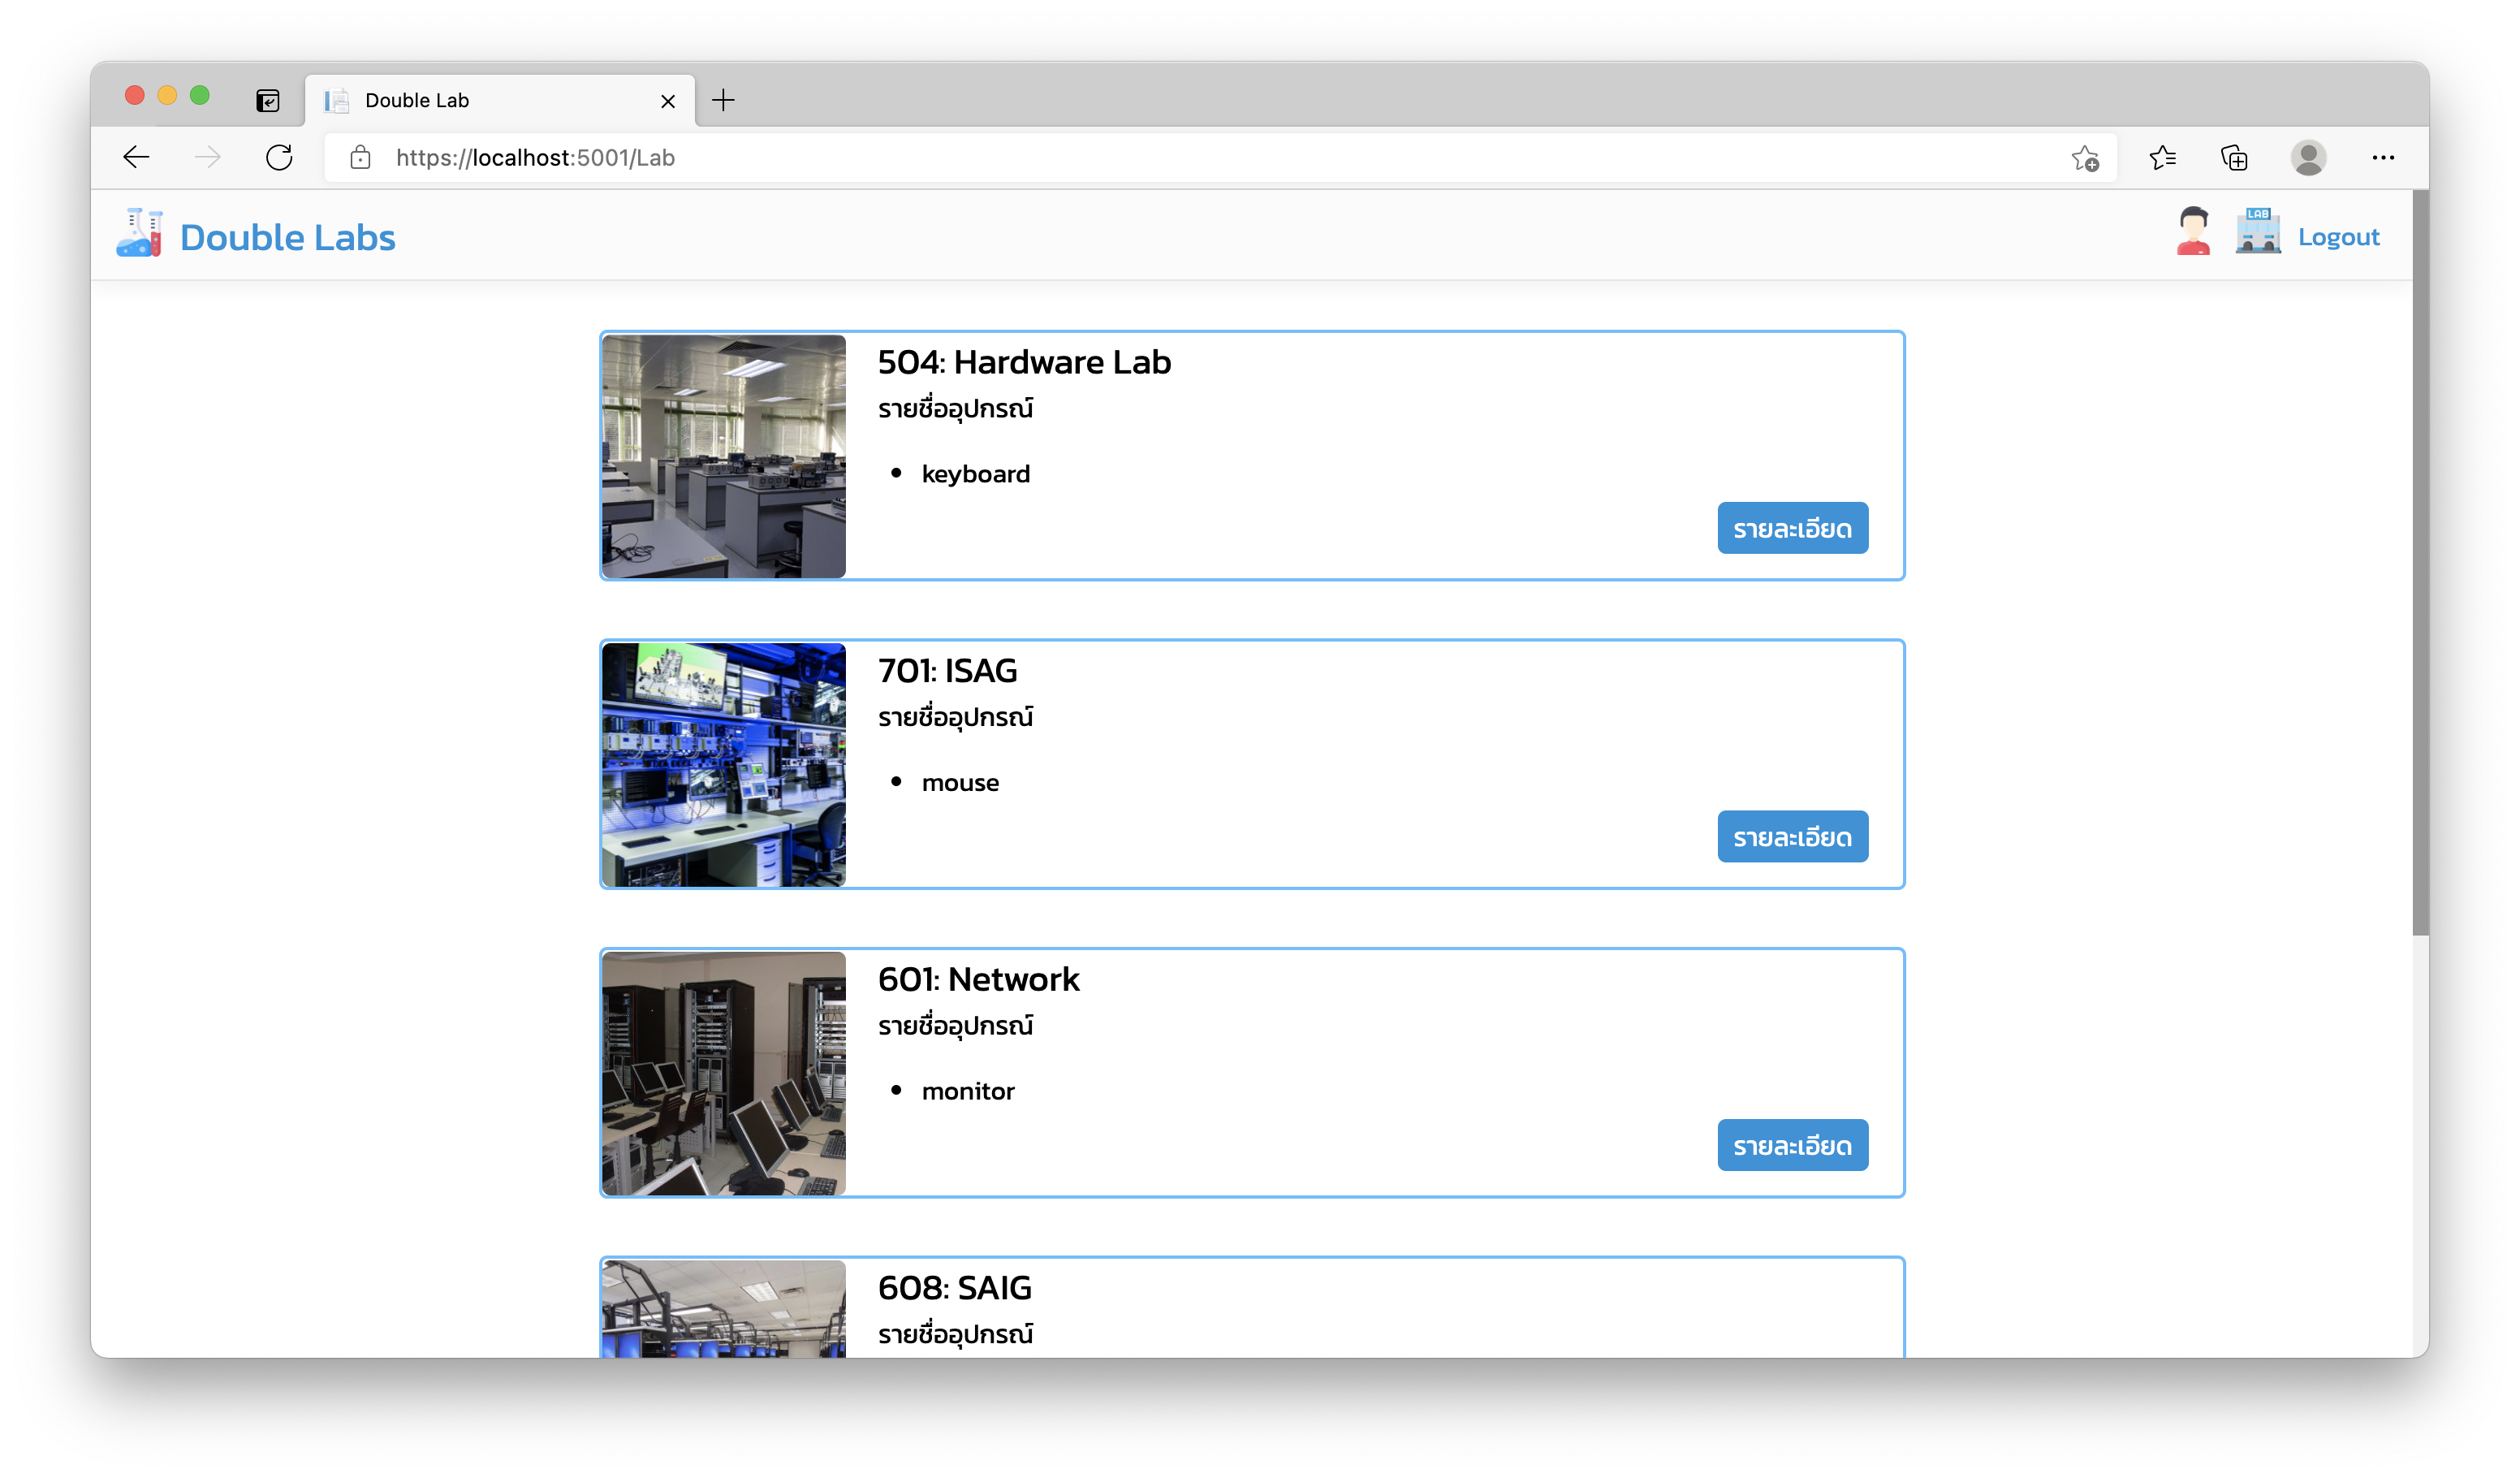 Double Lab
https://localhost:5001/Lab
Double Labs
LAB
Logout
504: Hardware Lab
รายชื่ออุปกรณ์
keyboard
รายละเอียด
701: ISAG
รายชื่ออุปกรณ์
mouse
รายละเอียด
601: Network
รายชื่ออุปกรณ์
monitor
รายละเอียด
608: SAIG
รายชื่ออุปกรณ์